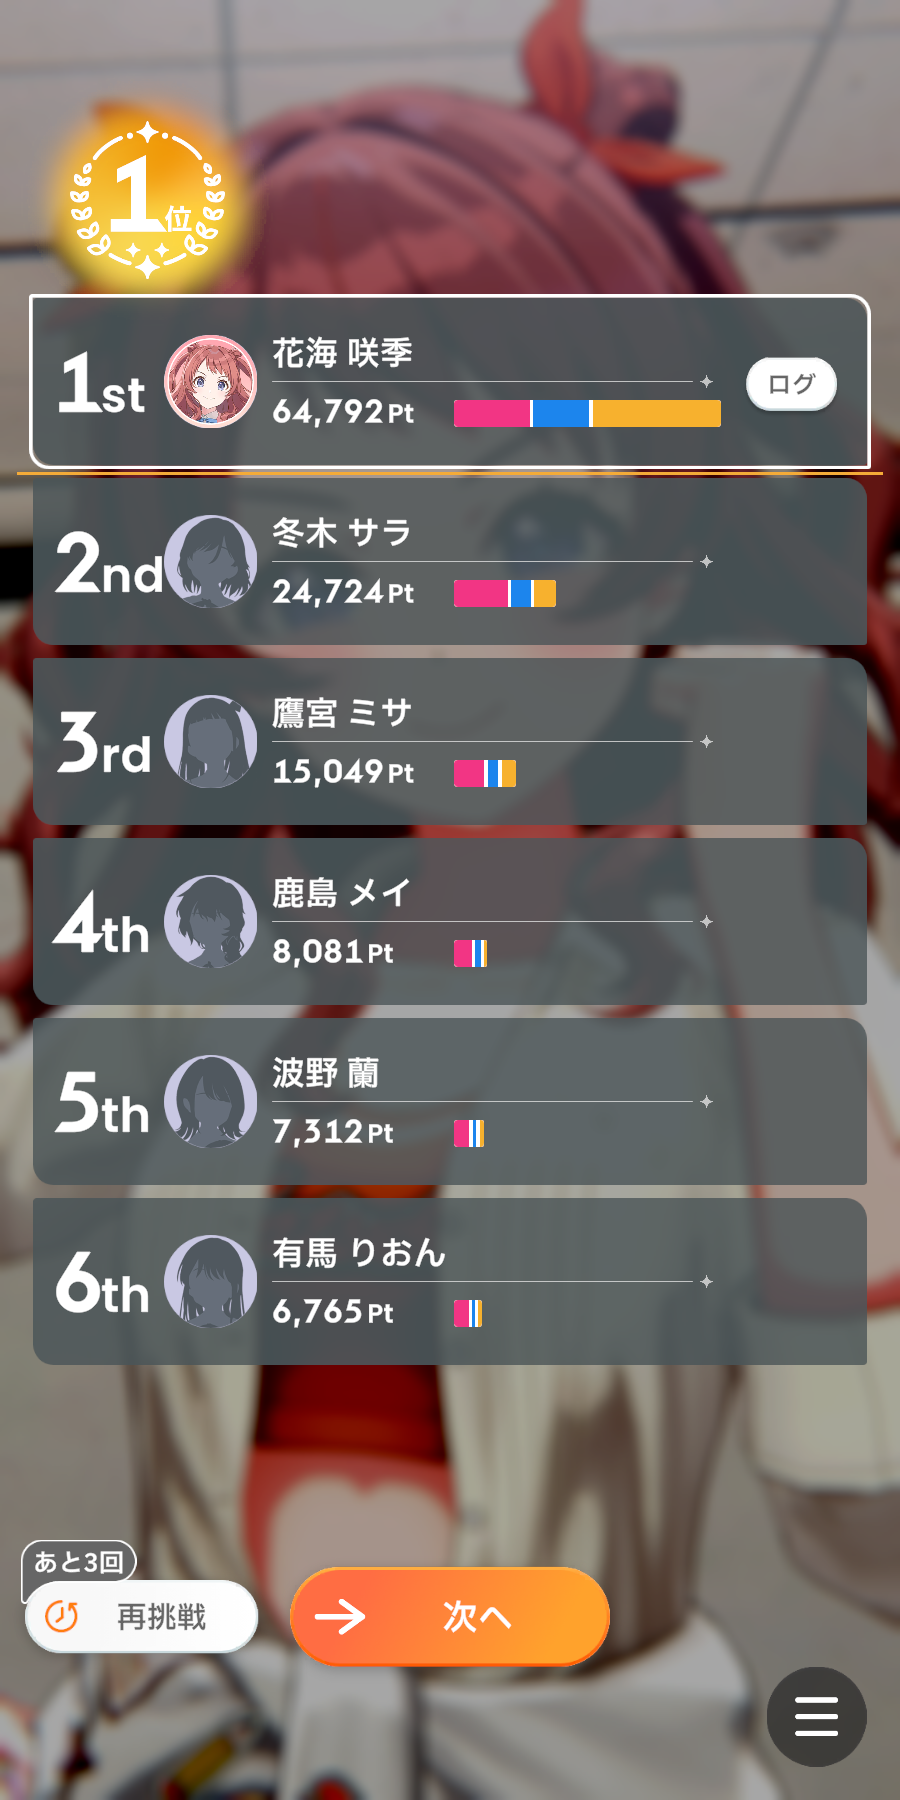 1位
1st
花海 咲季
64,792Pt
ログ
2nd
冬木 サラ
24,724Pt
3rd
鷹宮 ミサ
15,049Pt
4th
鹿島 メイ
8,081Pt
5th
波野 蘭
7,312Pt
6th
有馬 りおん
6,765Pt
あと3回
再挑戦
次へ